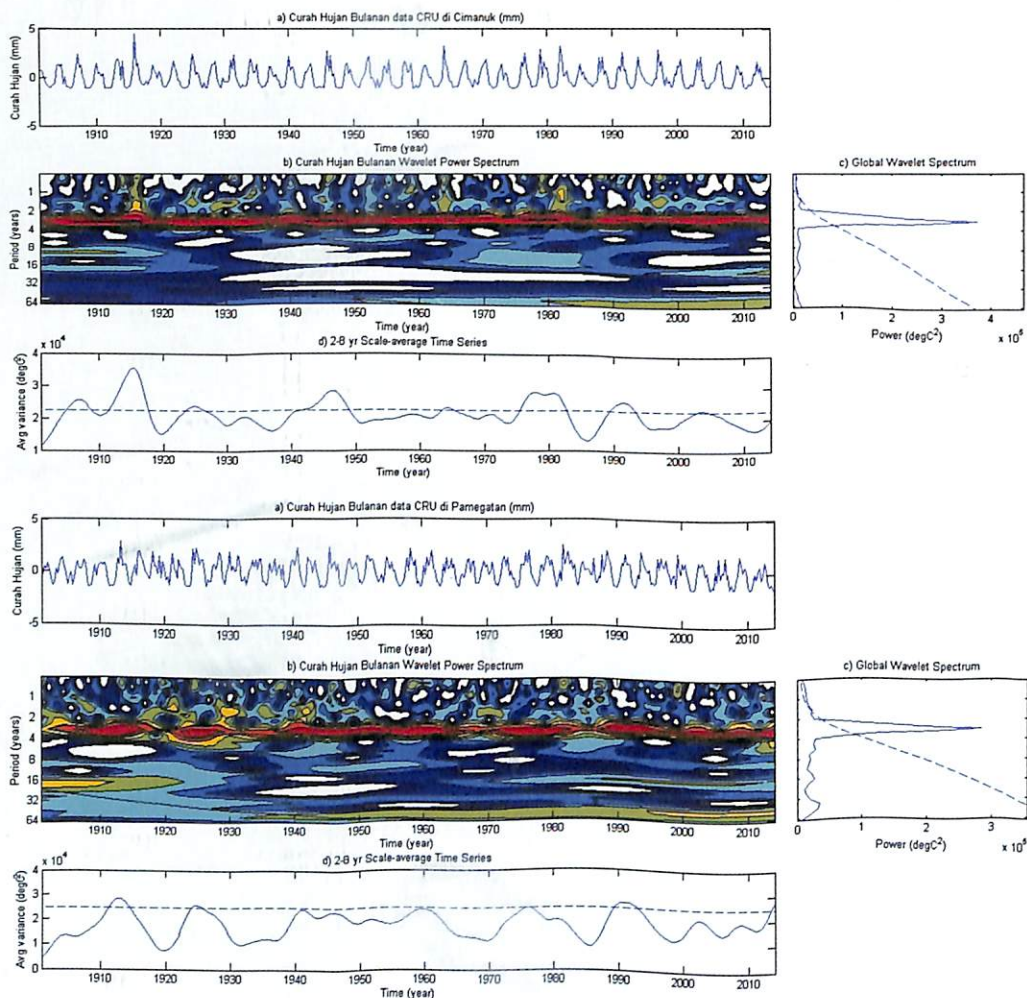 a) Curah Hujan Bulanan data CRU di Cimanuk (mm)
5
0
-5
Curah Hujan (mm)
1910 1920 1930 1940 1950 1960 1970 1980 1990 2000 2010
Time (year)
b) Curah Hujan Bulanan Wavelet Power Spectrum
1
2
4
8
16
32
64
Period (years)
1910 1920 1930 1940 1950 1960 1970 1980 1990 2000 2010
Time (year)
c) Global Wavelet Spectrum
0 1 2 3 4
Power (degC²)
x 10⁶
d) 2-8 yr Scale-average Time Series
x 10⁴
4
3
2
1
Avg variance (degC²)
1910 1920 1930 1940 1950 1960 1970 1980 1990 2000 2010
Time (year)
a) Curah Hujan Bulanan data CRU di Pamegatan (mm)
5
0
-5
Curah Hujan (mm)
1910 1920 1930 1940 1950 1960 1970 1980 1990 2000 2010
Time (year)
b) Curah Hujan Bulanan Wavelet Power Spectrum
1
2
4
8
16
32
64
Period (years)
1910 1920 1930 1940 1950 1960 1970 1980 1990 2000 2010
Time (year)
c) Global Wavelet Spectrum
0 1 2 3
Power (degC²)
x 10⁵
d) 2-8 yr Scale-average Time Series
x 10⁴
4
3
2
1
0
Avg variance (degC²)
1910 1920 1930 1940 1950 1960 1970 1980 1990 2000 2010
Time (year)